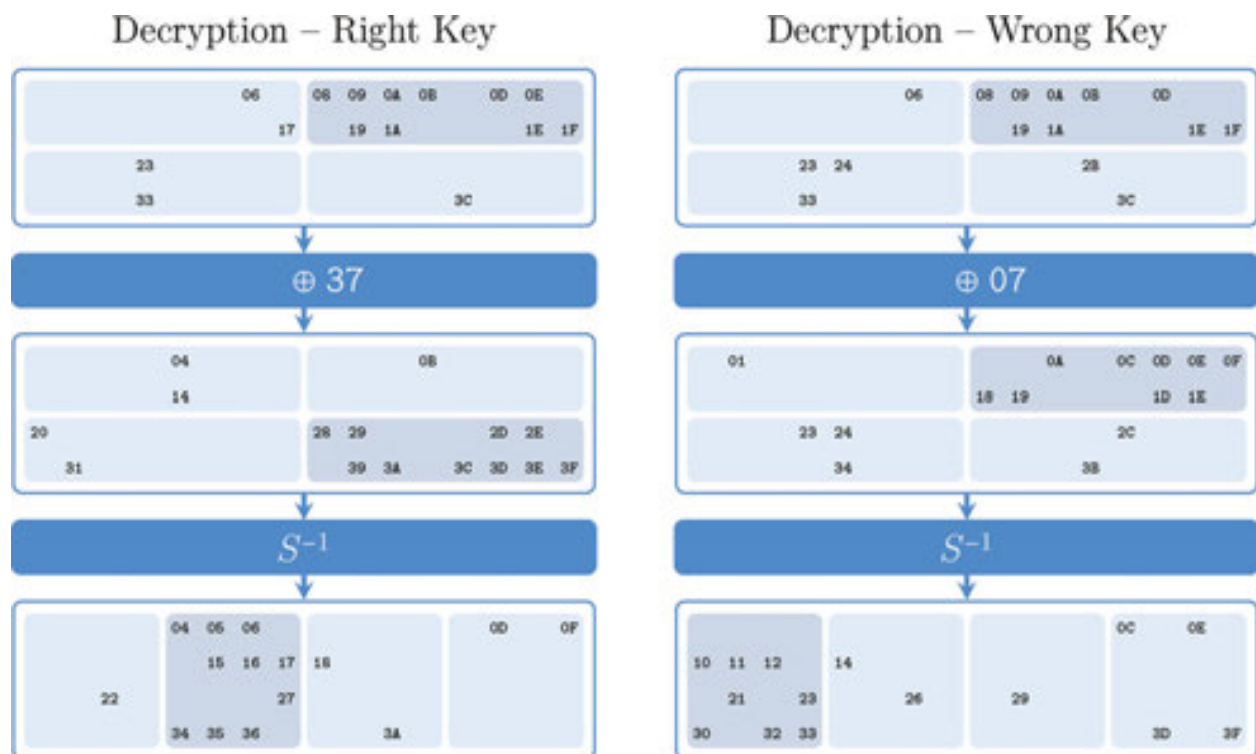 Decryption – Right Key
06 08 09 0A 0B 0D 0E
17 19 1A 1E 1F
23
33 3C
⊕ 37
04 0B
14
20 28 29 2D 2E
31 39 3A 3C 3D 3E 3F
S⁻¹
04 05 06 0D 0F
15 16 17 18
22 27
34 35 36 3A
Decryption – Wrong Key
06 08 09 0A 0B 0D
19 1A 1E 1F
23 24 2B
33 3C
⊕ 07
01 0A 0C 0D 0E 0F
18 19 1D 1E
23 24 2C
34 3B
S⁻¹
0C 0E
10 11 12 14
21 23 26 29
30 32 33 3D 3F